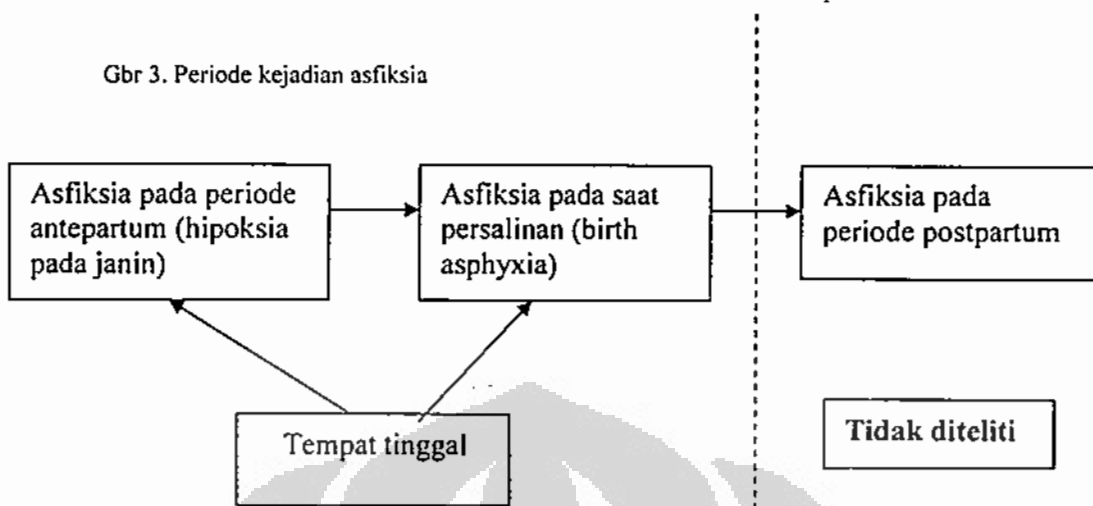 Gbr 3. Periode kejadian asfiksia
Asfiksia pada periode
antepartum (hipoksia
pada janin)
Asfiksia pada saat
persalinan (birth
asphyxia)
Asfiksia pada
periode postpartum
Tempat tinggal
Tidak diteliti